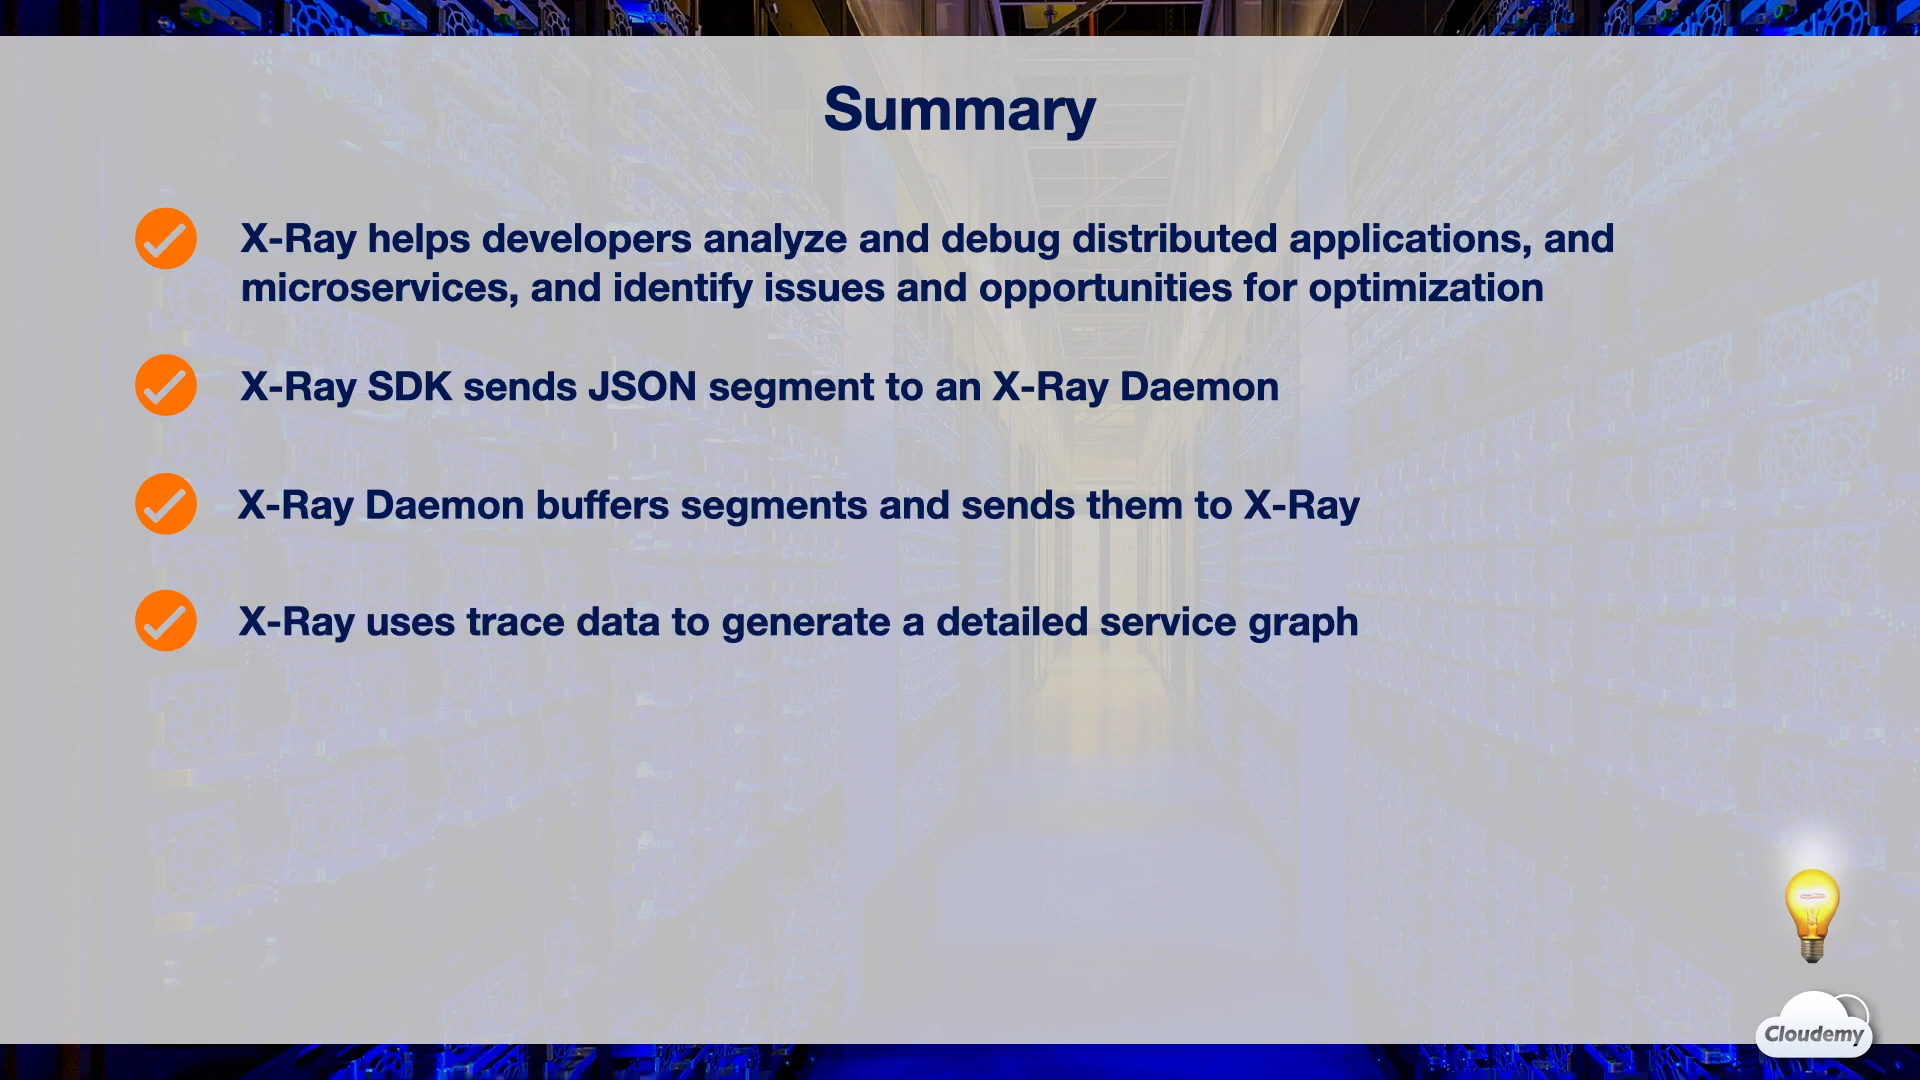 Summary
X-Ray helps developers analyze and debug distributed applications, and
microservices, and identify issues and opportunities for optimization
X-Ray SDK sends JSON segment to an X-Ray Daemon
X-Ray Daemon buffers segments and sends them to X-Ray
X-Ray uses trace data to generate a detailed service graph
Cloudemy